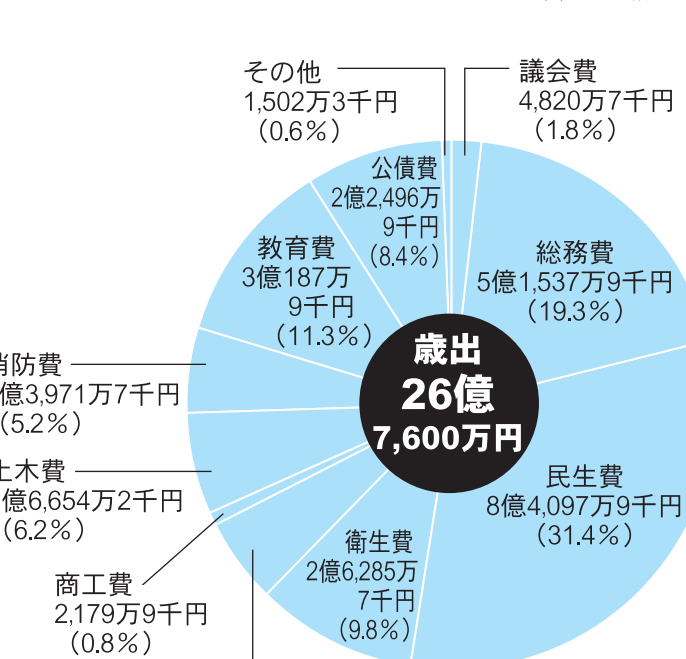 その他
1,502万3千円
（0.6％）
議会費
4,820万7千円
（1.8％）
公債費
2億2,496万
9千円
（8.4％）
教育費
3億187万
9千円
（11.3％）
総務費
5億1,537万9千円
（19.3％）
歳出
26億
7,600万円
消防費
億3,971万7千円
（5.2％）
土木費
億6,654万2千円
（6.2％）
民生費
8億4,097万9千円
（31.4％）
衛生費
2億6,285万
7千円
（9.8％）
商工費
2,179万9千円
（0.8％）